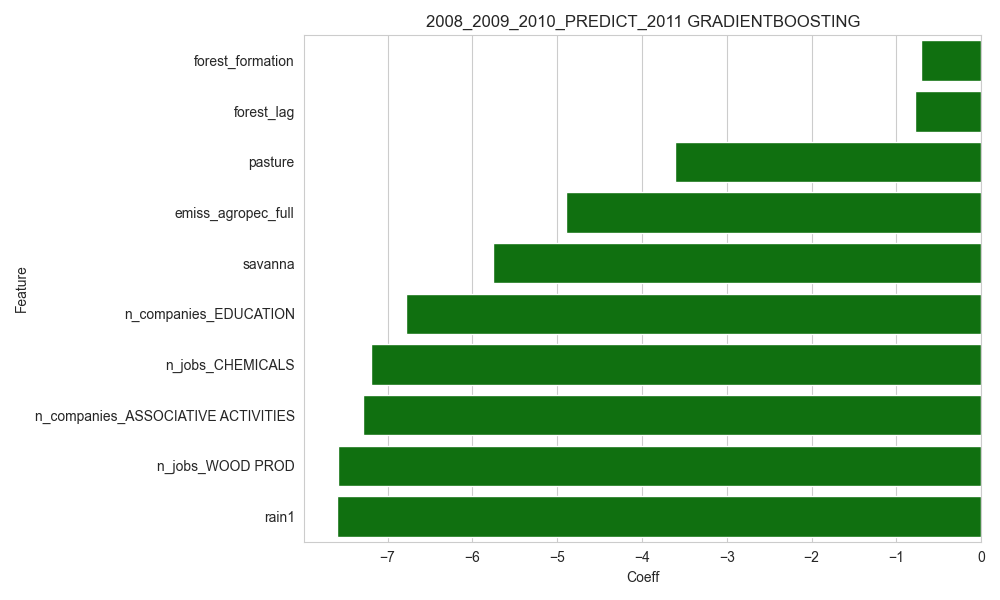 2008_2009_2010_PREDICT_2011 GRADIENTBOOSTING
Feature
forest_formation
forest_lag
pasture
emiss_agropec_full
savanna
n_companies_EDUCATION
n_jobs_CHEMICALS
n_companies_ASSOCIATIVE ACTIVITIES
n_jobs_WOOD PROD
rain1
−7 −6 −5 −4 −3 −2 −1 0
Coeff